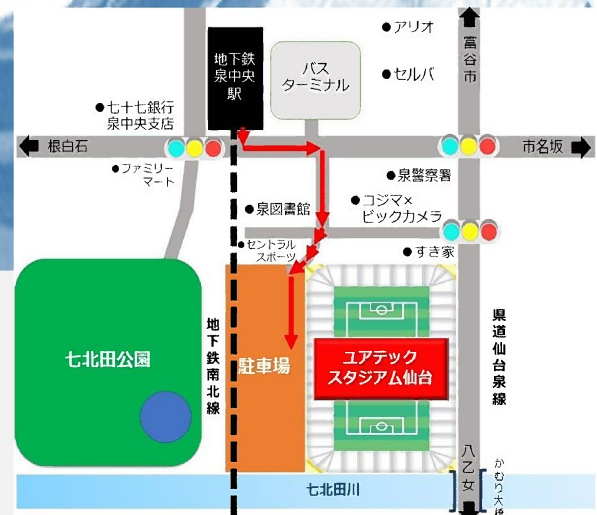 アリオ
地下鉄
泉中央
駅
バス
ターミナル
富谷市
セルバ
七十七銀行
泉中央支店
根白石
市名坂
ファミリー
マート
泉警察署
コジマ×
ビックカメラ
泉図書館
セントラル
スポーツ
すき家
七北田公園
地下鉄南北線
駐車場
ユアテック
スタジアム仙台
県道仙台泉線
八乙女
かむり大橋
七北田川